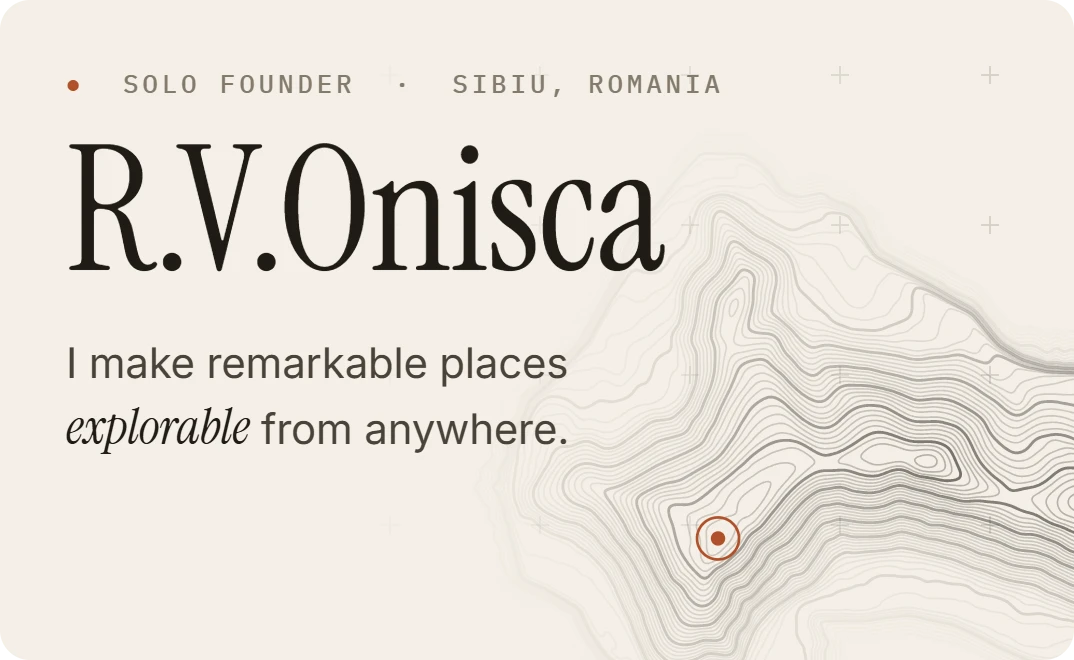 SOLO FOUNDER · SIBIU, ROMANIA
R.V.Onisca
I make remarkable places
explorable from anywhere.